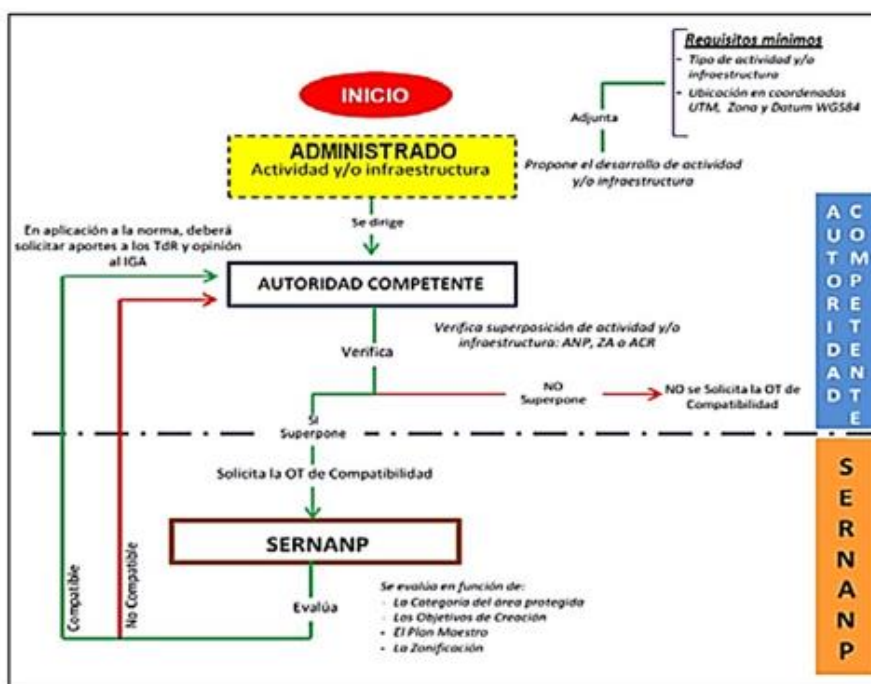 INICIO
Requisitos mínimos
- Tipo de actividad y/o
infraestructura
- Ubicación en coordenadas
UTM, Zona y Datum WGS84
Adjunta
ADMINISTRADO
Actividad y/o infraestructura
Propone el desarrollo de actividad
y/o infraestructura
Se dirige
En aplicación a la norma, deberá
solicitar aportes a los TdR y opinión
al IGA
AUTORIDAD COMPETENTE
Verifica
Verifica superposición de actividad y/o
infraestructura: ANP, ZA o ACR
NO
Superpone
NO se Solicita la OT de
Compatibilidad
SI
Superpone
Solicita la OT de Compatibilidad
SERNANP
Evalúa
Se evalúa en función de:
- La Categoría del área protegida
- Los Objetivos de Creación
- El Plan Maestro
- La Zonificación
Compatible
No Compatible
AUTORIDAD
COMPETENTE
SERNANP